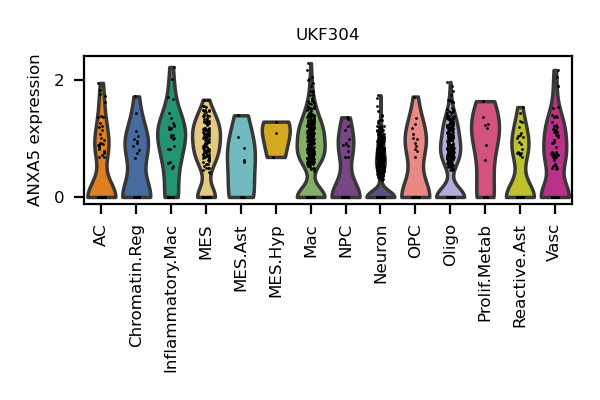 UKF304
ANXA5 expression
2
0
AC
Chromatin.Reg
Inflammatory.Mac
MES
MES.Ast
MES.Hyp
Mac
NPC
Neuron
OPC
Oligo
Prolif.Metab
Reactive.Ast
Vasc